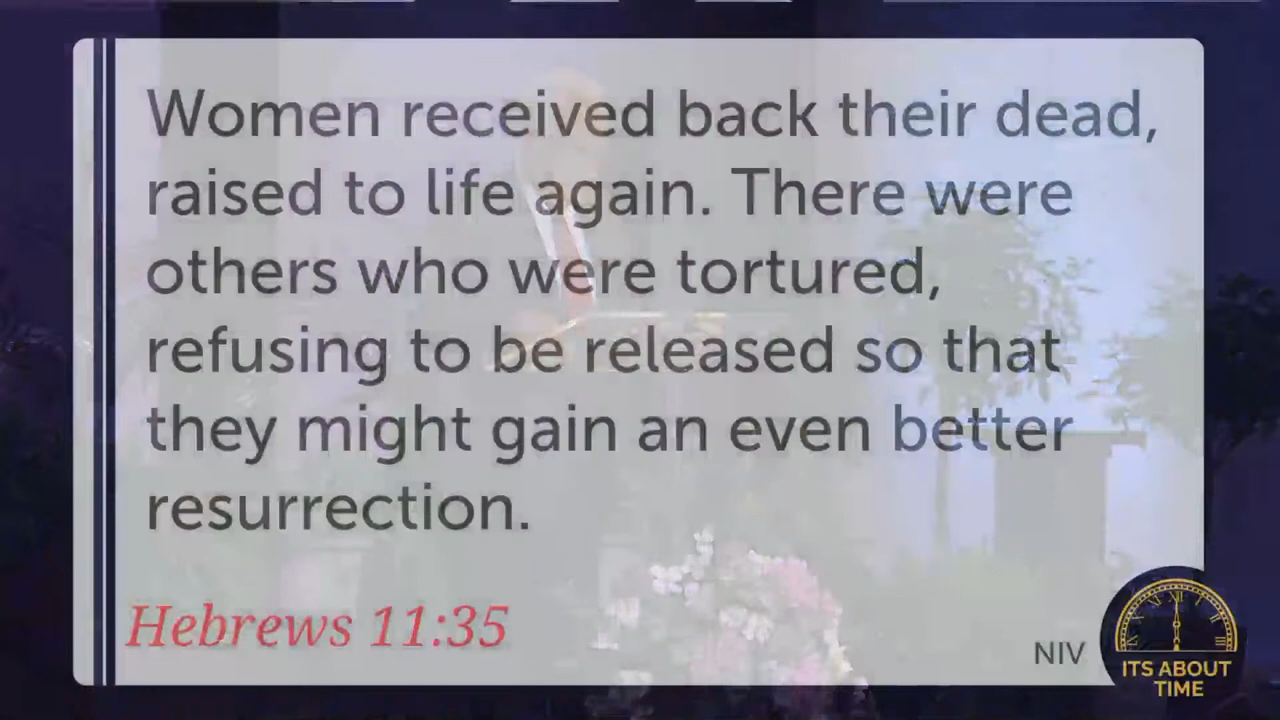 Women received back their dead,
raised to life again. There were
others who were tortured,
refusing to be released so that
they might gain an even better
resurrection.
Hebrews 11:35
NIV
ITS ABOUT
TIME